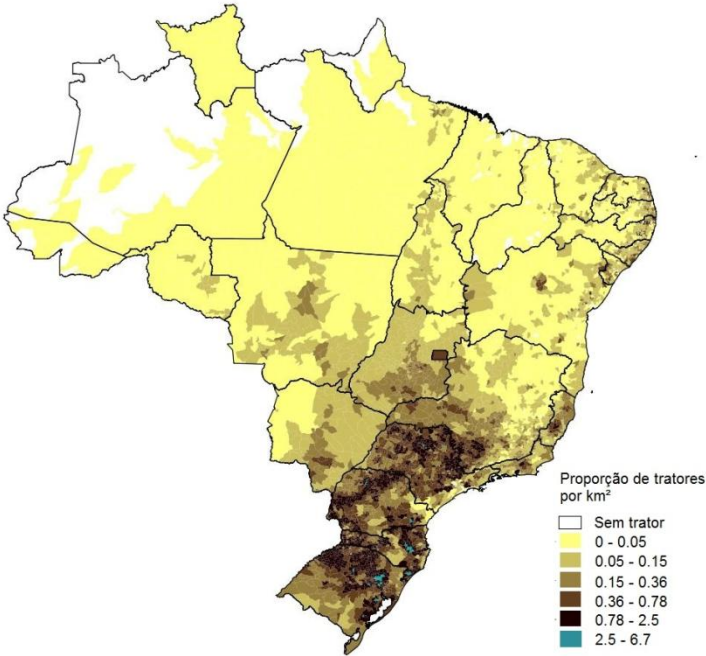 Proporção de tratores
por km²
Sem trator
0 - 0.05
0.05 - 0.15
0.15 - 0.36
0.36 - 0.78
0.78 - 2.5
2.5 - 6.7